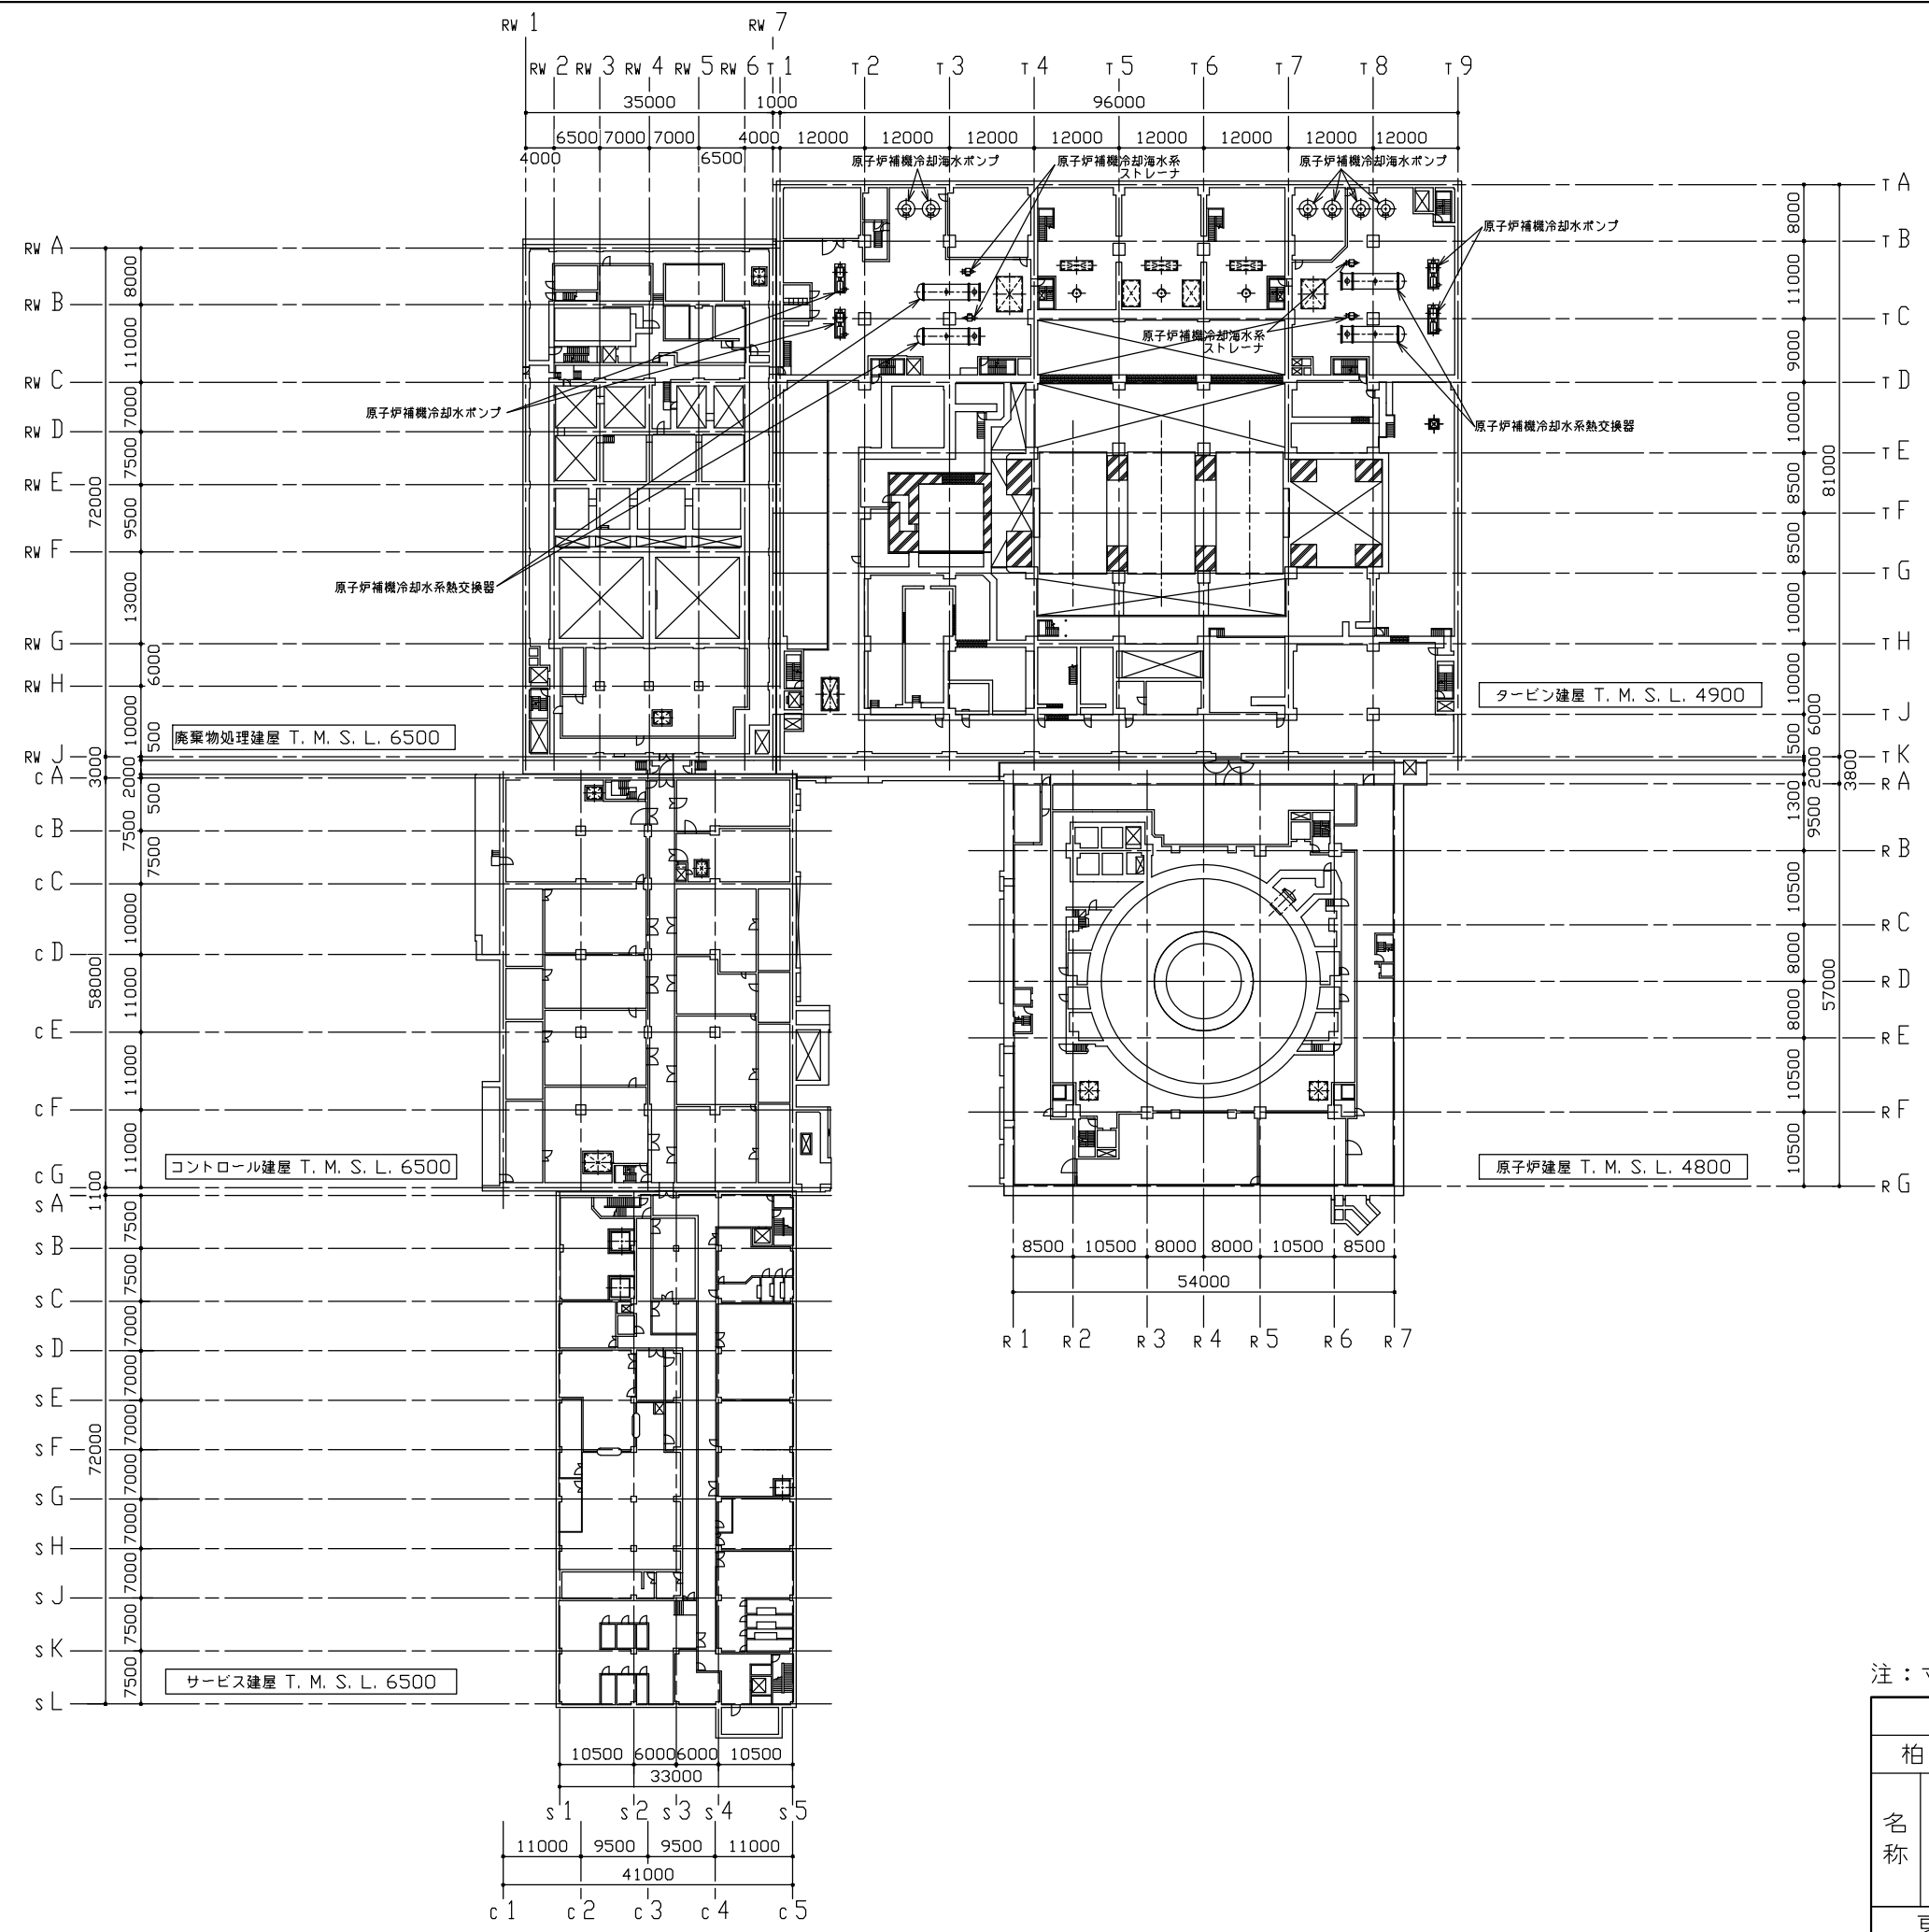 RW 1
RW 7
RW 2 RW 3 RW 4 RW 5 RW 6 T 1 T 2 T 3 T 4 T 5 T 6 T 7 T 8 T 9
35000 1000 96000
6500 7000 7000 4000 12000 12000 12000 12000 12000 12000 12000 12000
4000 6500
原子炉補機冷却海水ポンプ
原子炉補機冷却海水系
ストレーナ
原子炉補機冷却海水ポンプ
原子炉補機冷却水ポンプ
原子炉補機冷却海水系
ストレーナ
原子炉補機冷却水ポンプ
原子炉補機冷却水系熱交換器
原子炉補機冷却水系熱交換器
RW A
RW B
RW C
RW D
RW E
RW F
RW G
RW H
RW J
8000
11000
7000
7500
9500
13000
6000
10000
500
72000
3000
2000
500
T A
T B
T C
T D
T E
T F
T G
T H
T J
T K
8000
11000
9000
10000
8500
8500
10000
10000
6000
500
81000
3800
2000
1300
廃棄物処理建屋 T. M. S. L. 6500
タービン建屋 T. M. S. L. 4900
c A
c B
c C
c D
c E
c F
c G
7500
7500
10000
11000
11000
11000
58000
1100
コントロール建屋 T. M. S. L. 6500
R A
R B
R C
R D
R E
R F
R G
9500
10500
8000
8000
10500
10500
57000
原子炉建屋 T. M. S. L. 4800
8500 10500 8000 8000 10500 8500
54000
R 1 R 2 R 3 R 4 R 5 R 6 R 7
s A
s B
s C
s D
s E
s F
s G
s H
s J
s K
s L
7500
7500
7000
7000
7000
7000
7000
7000
7500
7500
72000
サービス建屋 T. M. S. L. 6500
10500 6000 6000 10500
33000
s 1 s 2 s 3 s 4 s 5
11000 9500 9500 11000
41000
c 1 c 2 c 3 c 4 c 5
注：
柏
名
称